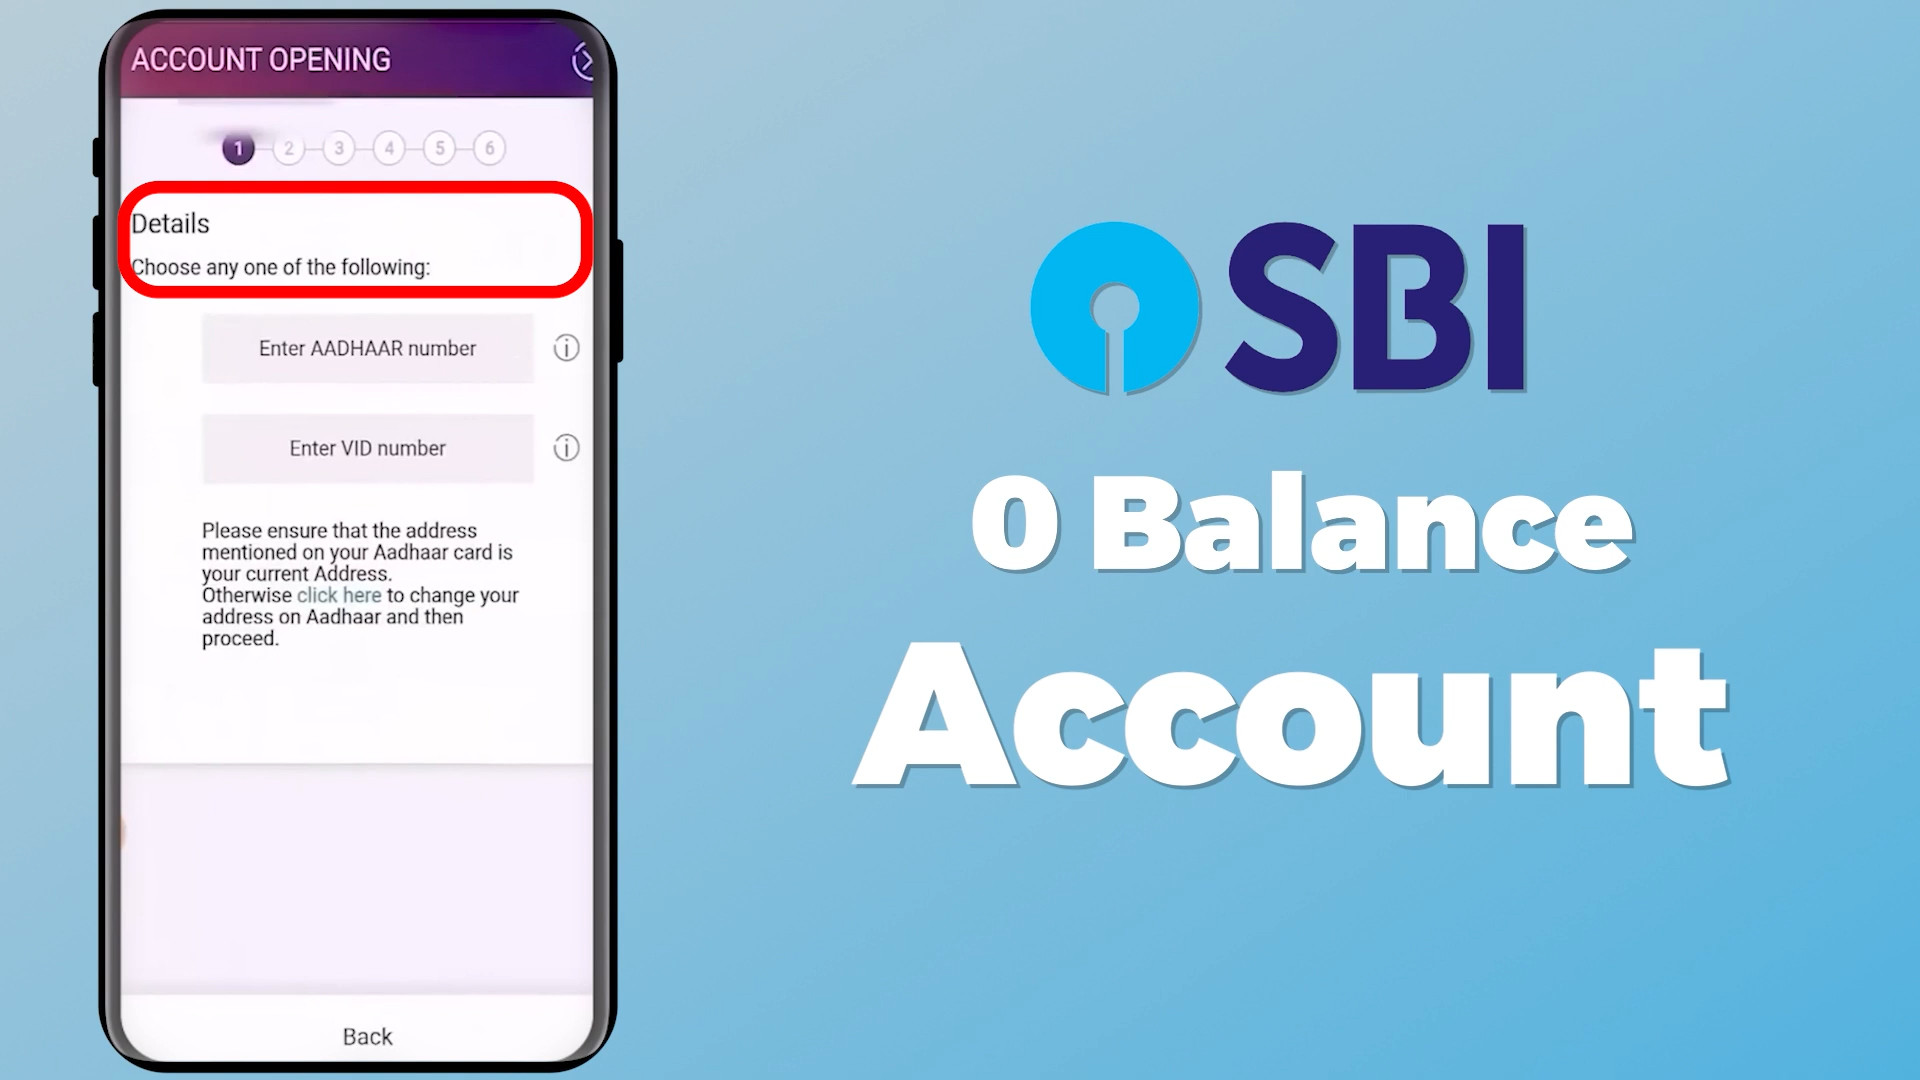 ACCOUNT OPENING
1 2 3 4 5 6
Details
Choose any one of the following:
Enter AADHAAR number
Enter VID number
Please ensure that the address
mentioned on your Aadhaar card is
your current Address.
Otherwise click here to change your
address on Aadhaar and then
proceed.
Back
SBI
0 Balance
Account